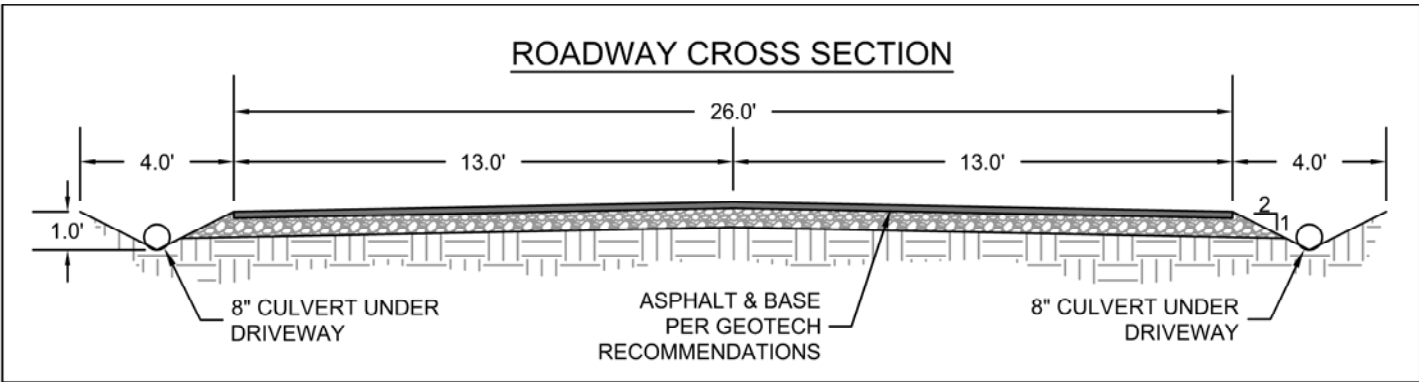 ROADWAY CROSS SECTION
26.0'
4.0'
13.0'
13.0'
4.0'
1.0'
2
1
8" CULVERT UNDER
DRIVEWAY
ASPHALT & BASE
PER GEOTECH
RECOMMENDATIONS
8" CULVERT UNDER
DRIVEWAY